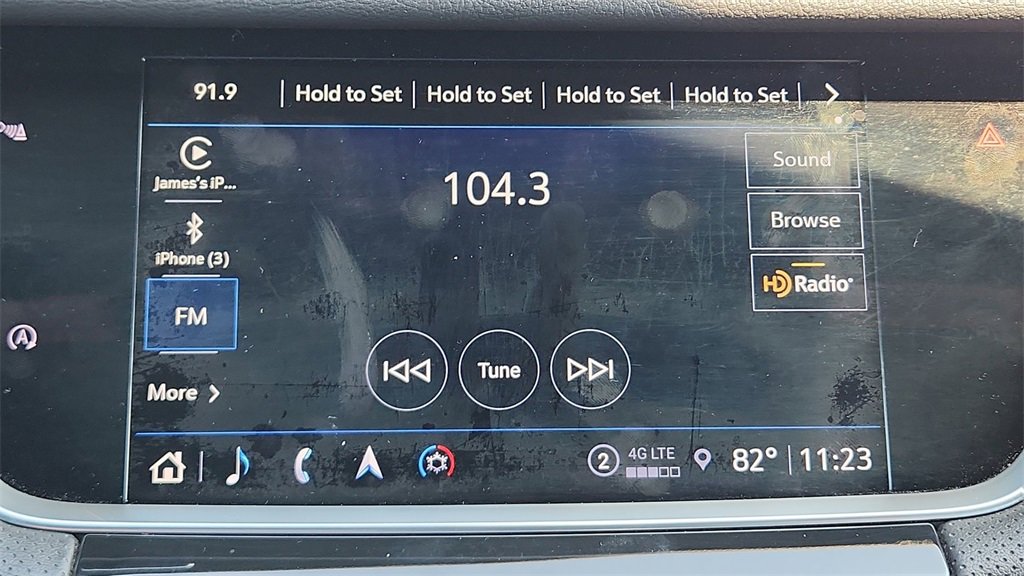 91.9 Hold to Set Hold to Set Hold to Set Hold to Set
James's iP...
104.3
Sound
iPhone (3)
Browse
FM
HD Radio
Tune
More
2 4G LTE 82° 11:23
A